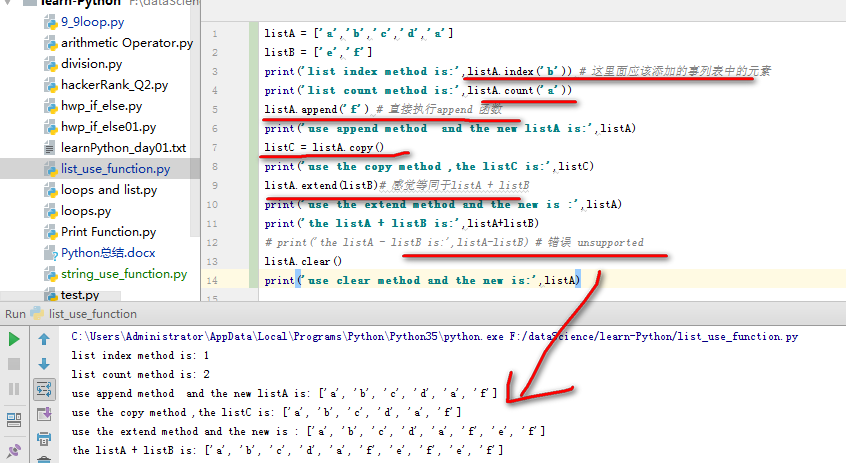 learn-Python F:\dataScience
9_9loop.py
arithmetic Operator.py
division.py
hackerRank_Q2.py
hwp_if_else.py
hwp_if_else01.py
learnPython_day01.txt
list_use_function.py
loops and list.py
loops.py
Print Function.py
Python总结.docx
string_use_function.py
test.py
1 listA = ['a','b','c','d','a']
2 listB = ['e','f']
3 print('list index method is:',listA.index('b')) # 这里面应该添加的事列表中的元素
4 print('list count method is:',listA.count('a'))
5 listA.append('f') # 直接执行append 函数
6 print('use append method  and the new listA is:',listA)
7 listC = listA.copy()
8 print('use the copy method ,the listC is:',listC)
9 listA.extend(listB)# 感觉等同于listA + listB
10 print('use the extend method and the new is :',listA)
11 print('the listA + listB is:',listA+listB)
12 # print('the listA - listB is:',listA-listB) # 错误 unsupported
13 listA.clear()
14 print('use clear method and the new is:',listA)
15
Run list_use_function
C:\Users\Administrator\AppData\Local\Programs\Python\Python35\python.exe F:/dataScience/learn-Python/list_use_function.py
list index method is: 1
list count method is: 2
use append method  and the new listA is: ['a', 'b', 'c', 'd', 'a', 'f']
use the copy method ,the listC is: ['a', 'b', 'c', 'd', 'a', 'f']
use the extend method and the new is : ['a', 'b', 'c', 'd', 'a', 'f', 'e', 'f']
the listA + listB is: ['a', 'b', 'c', 'd', 'a', 'f', 'e', 'f', 'e', 'f']